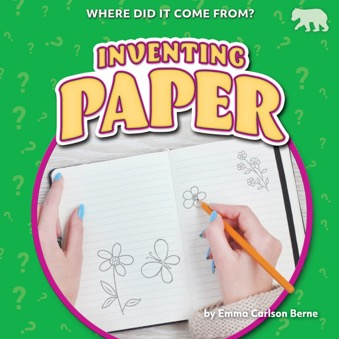 WHERE DID IT COME FROM?
INVENTING
PAPER
by Emma Carlson Berne